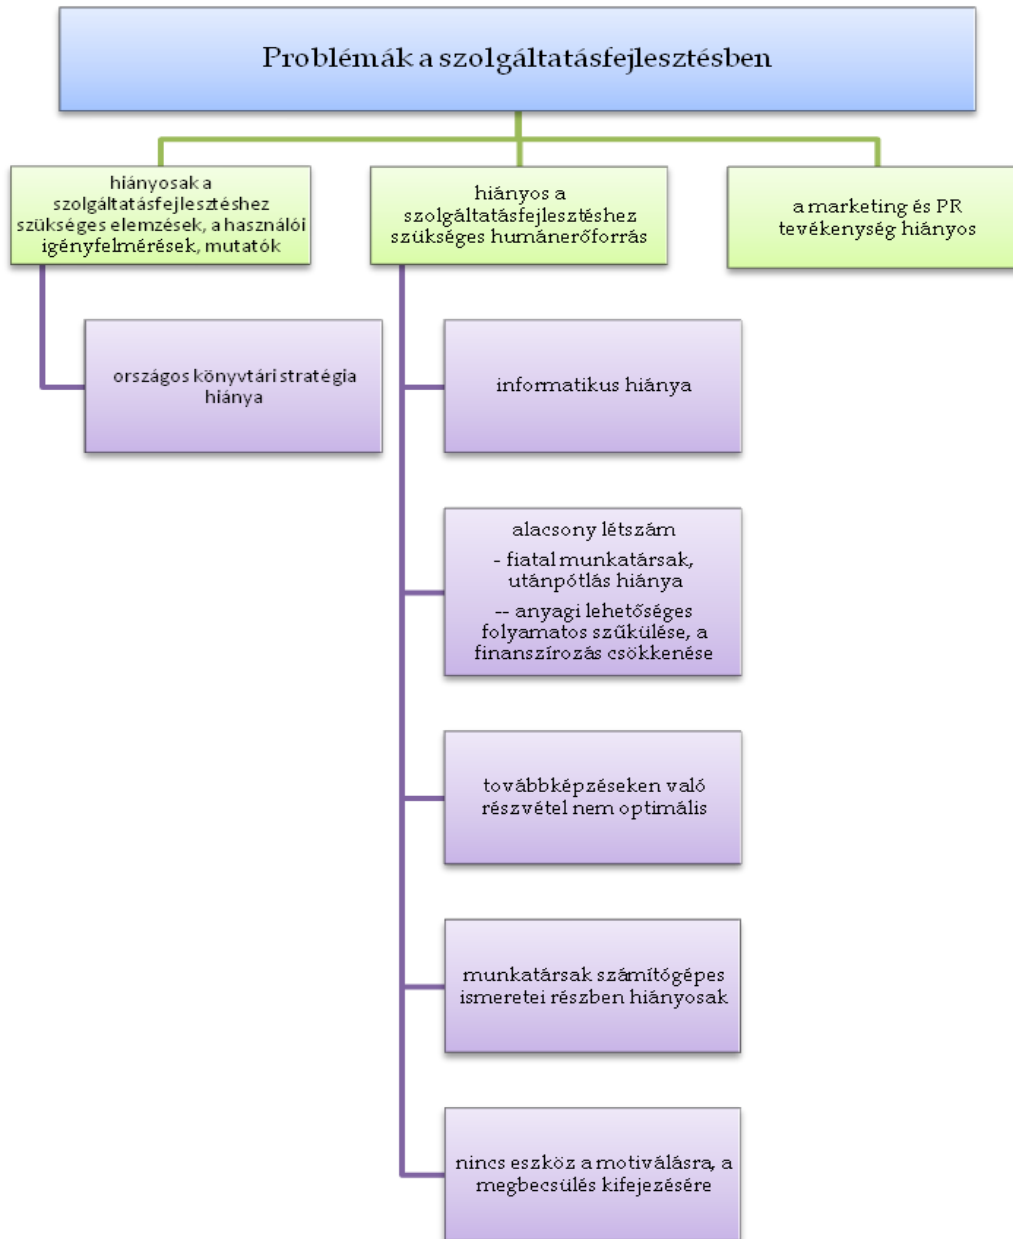 Problémák a szolgáltatásfejlesztésben
hiányosak a
szolgáltatásfejlesztéshez
szükséges elemzések, a használói
igényfelmérések, mutatók
országos könyvtári stratégia
hiánya
hiányos a
szolgáltatásfejlesztéshez
szükséges humánerőforrás
informatikus hiánya
alacsony létszám
- fiatal munkatársak,
utánpótlás hiánya
-- anyagi lehetőséges
folyamatos szűkülése, a
finanszírozás csökkenése
továbbképzéseken való
részvétel nem optimális
munkatársak számítógépes
ismeretei részben hiányosak
nincs eszköz a motiválásra, a
megbecsülés kifejezésére
a marketing és PR
tevékenység hiányos